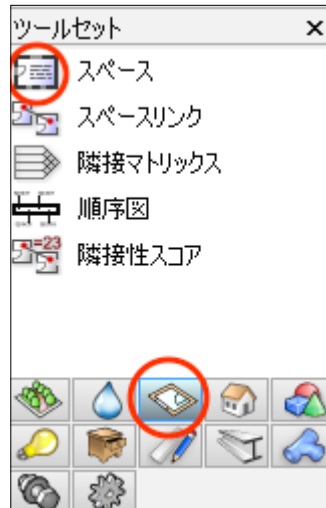 ツールセット
スペース
スペースリンク
隣接マトリックス
順序図
=23
隣接性スコア